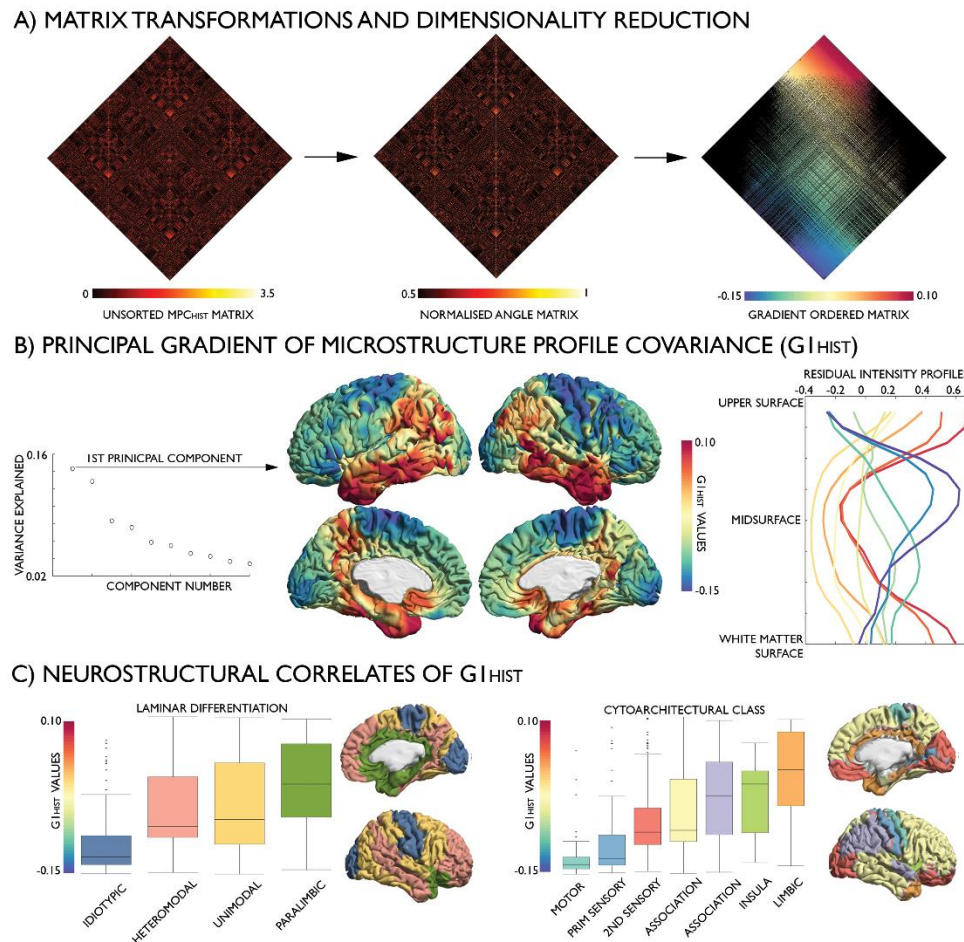 A) MATRIX TRANSFORMATIONS AND DIMENSIONALITY REDUCTION
0 3.5
UNSORTED MPCHIST MATRIX
0.5 1
NORMALISED ANGLE MATRIX
-0.15 0.10
GRADIENT ORDERED MATRIX
B) PRINCIPAL GRADIENT OF MICROSTRUCTURE PROFILE COVARIANCE (G1HIST)
RESIDUAL INTENSITY PROFILE
-0.4 -0.2 0 0.2 0.4 0.6
UPPER SURFACE
MIDSURFACE
WHITE MATTER
SURFACE
0.16
0.02
VARIANCE EXPLAINED
COMPONENT NUMBER
1ST PRINICPAL COMPONENT
0.10
G1HIST VALUES
-0.15
C) NEUROSTRUCTURAL CORRELATES OF G1HIST
LAMINAR DIFFERENTIATION
0.10
G1HIST VALUES
-0.15
IDIOTYPIC
HETEROMODAL
UNIMODAL
PARALIMBIC
CYTOARCHITECTURAL CLASS
0.10
G1HIST VALUES
-0.15
MOTOR
PRIM SENSORY
2ND SENSORY
ASSOCIATION
ASSOCIATION
INSULA
LIMBIC